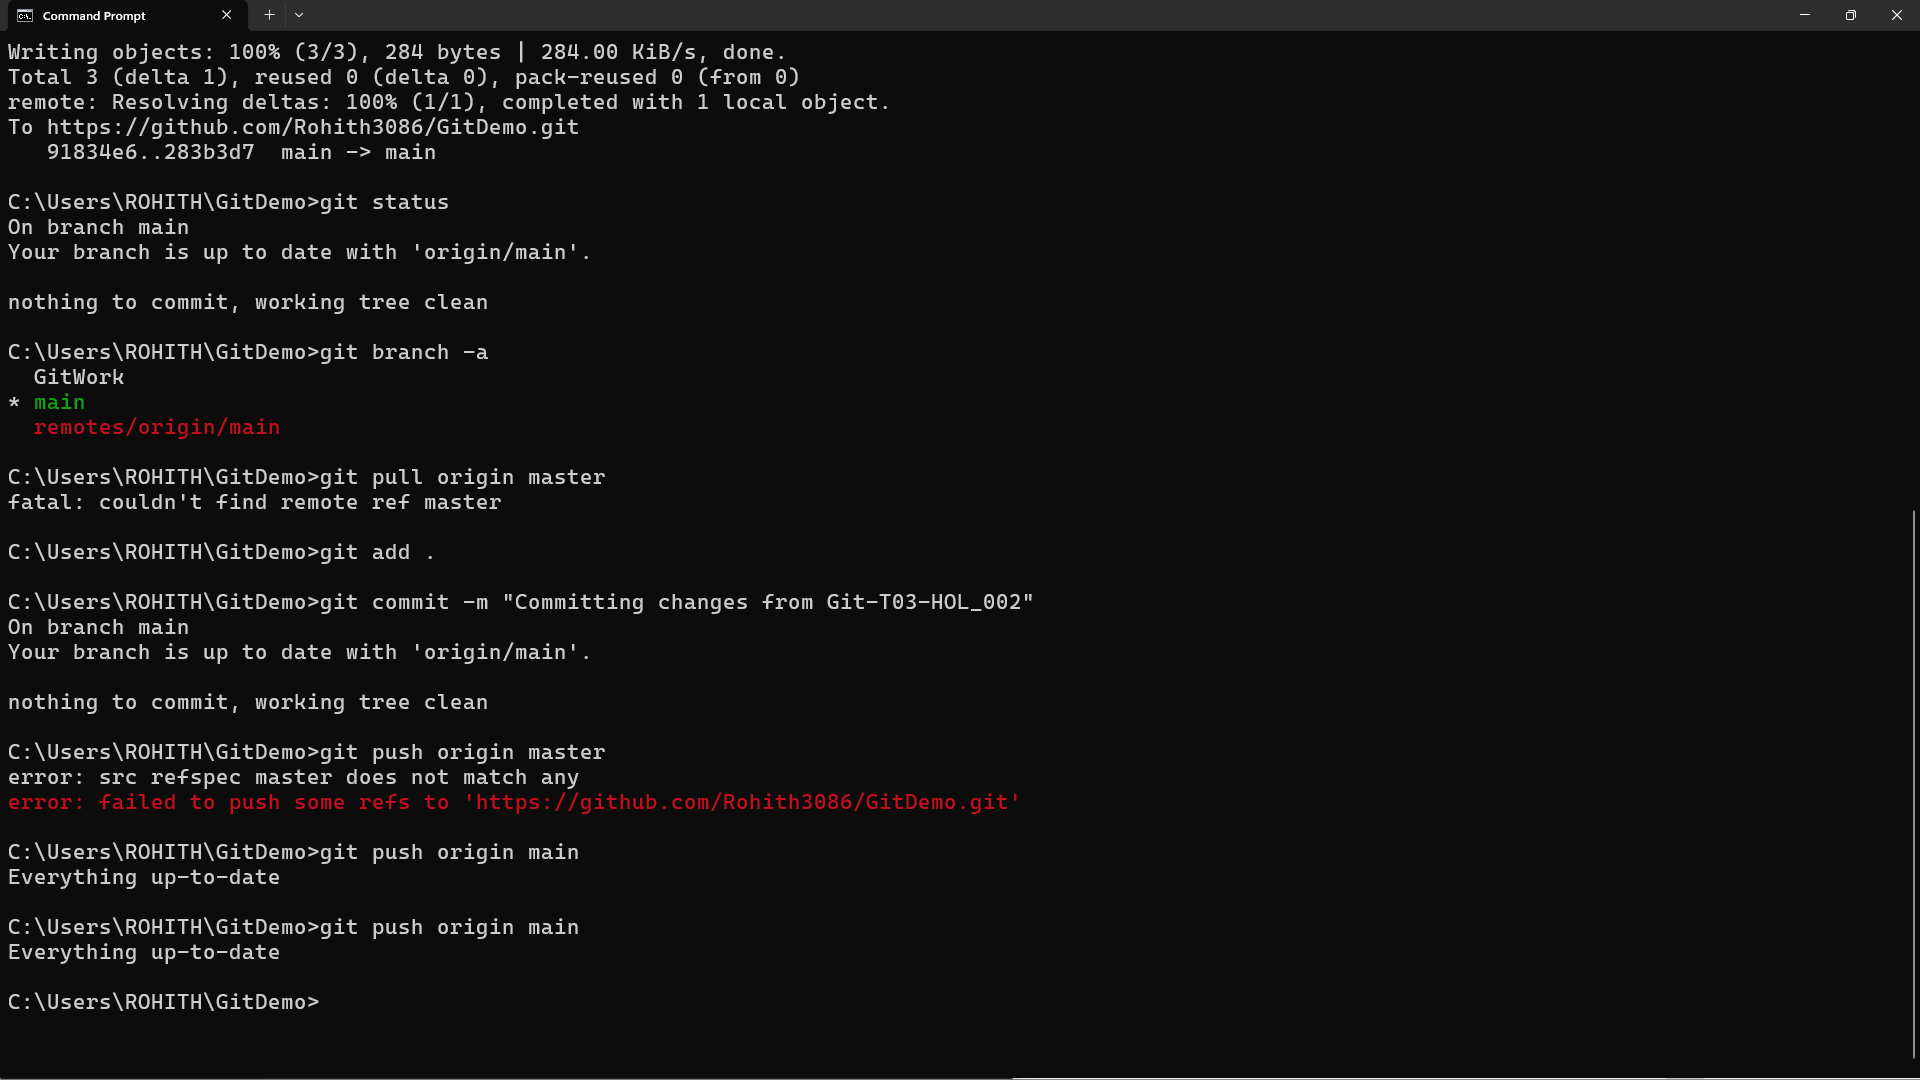 Command Prompt
Writing objects: 100% (3/3), 284 bytes | 284.00 KiB/s, done.
Total 3 (delta 1), reused 0 (delta 0), pack-reused 0 (from 0)
remote: Resolving deltas: 100% (1/1), completed with 1 local object.
To https://github.com/Rohith3086/GitDemo.git
   91834e6..283b3d7  main -> main
C:\Users\ROHITH\GitDemo>git status
On branch main
Your branch is up to date with 'origin/main'.
nothing to commit, working tree clean
C:\Users\ROHITH\GitDemo>git branch -a
  GitWork
* main
  remotes/origin/main
C:\Users\ROHITH\GitDemo>git pull origin master
fatal: couldn't find remote ref master
C:\Users\ROHITH\GitDemo>git add .
C:\Users\ROHITH\GitDemo>git commit -m "Committing changes from Git-T03-HOL_002"
On branch main
Your branch is up to date with 'origin/main'.
nothing to commit, working tree clean
C:\Users\ROHITH\GitDemo>git push origin master
error: src refspec master does not match any
error: failed to push some refs to 'https://github.com/Rohith3086/GitDemo.git'
C:\Users\ROHITH\GitDemo>git push origin main
Everything up-to-date
C:\Users\ROHITH\GitDemo>git push origin main
Everything up-to-date
C:\Users\ROHITH\GitDemo>